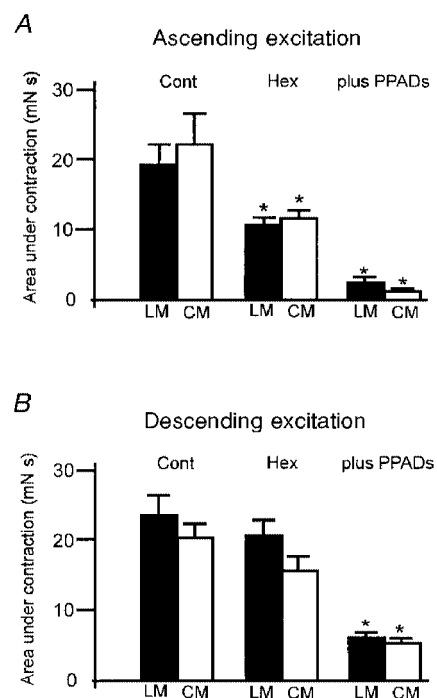 A
Ascending excitation
Area under contraction (mN s)
30
20
10
0
Cont
Hex
plus PPADs
* * * *
LM CM LM CM LM CM
B
Descending excitation
Area under contraction (mN s)
30
20
10
0
Cont
Hex
plus PPADs
* *
LM CM LM CM LM CM